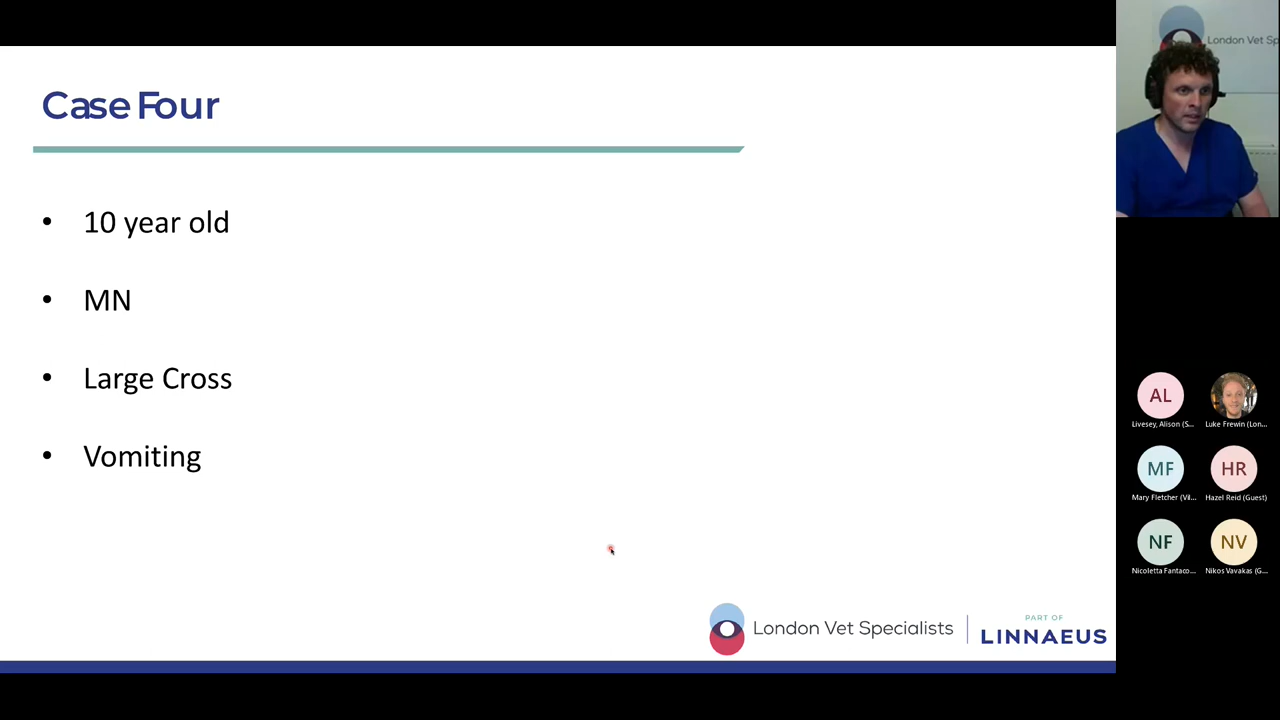 Case Four
• 10 year old
• MN
• Large Cross
• Vomiting
London Vet Specialists
PART OF
LINNAEUS
London Vet Sp
AL
Livesey, Alison (S...
Luke Frewin (Lon...
MF
Mary Fletcher (Vil...
HR
Hazel Reid (Guest)
NF
Nicoletta Fantaco...
NV
Nikos Vavakas (G...